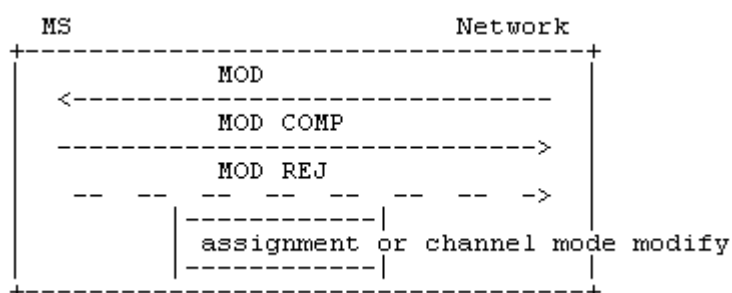 MS Network
MOD
MOD COMP
MOD REJ
assignment or channel mode modify